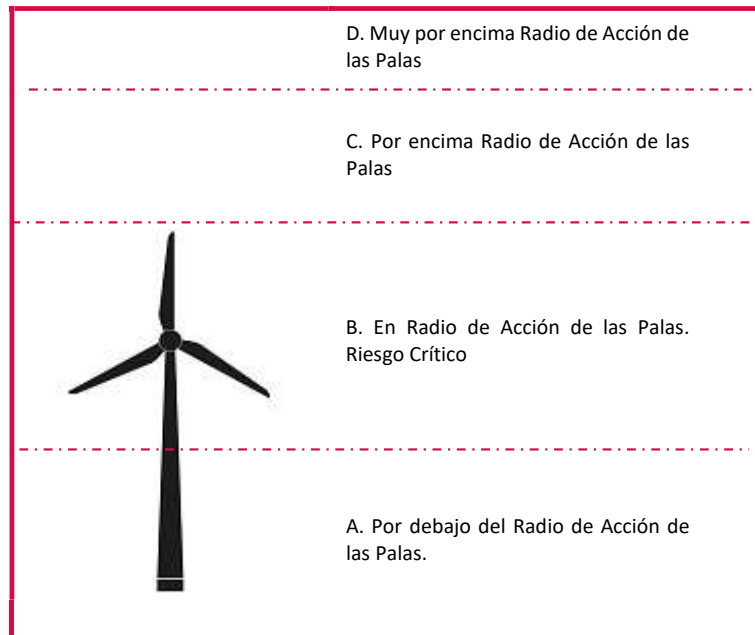 D. Muy por encima Radio de Acción de
las Palas
C. Por encima Radio de Acción de las
Palas
B. En Radio de Acción de las Palas.
Riesgo Crítico
A. Por debajo del Radio de Acción de
las Palas.